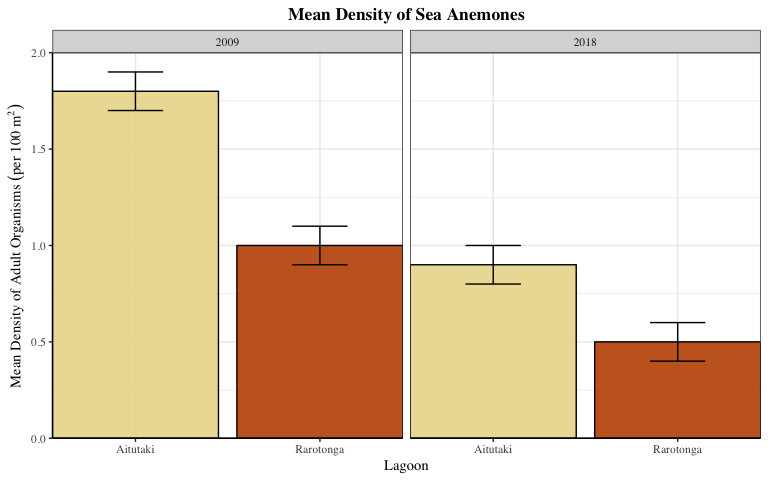 Mean Density of Sea Anemones
2009
2018
Mean Density of Adult Organisms (per 100 m²)
2.0
1.5
1.0
0.5
0.0
Aitutaki
Rarotonga
Aitutaki
Rarotonga
Lagoon